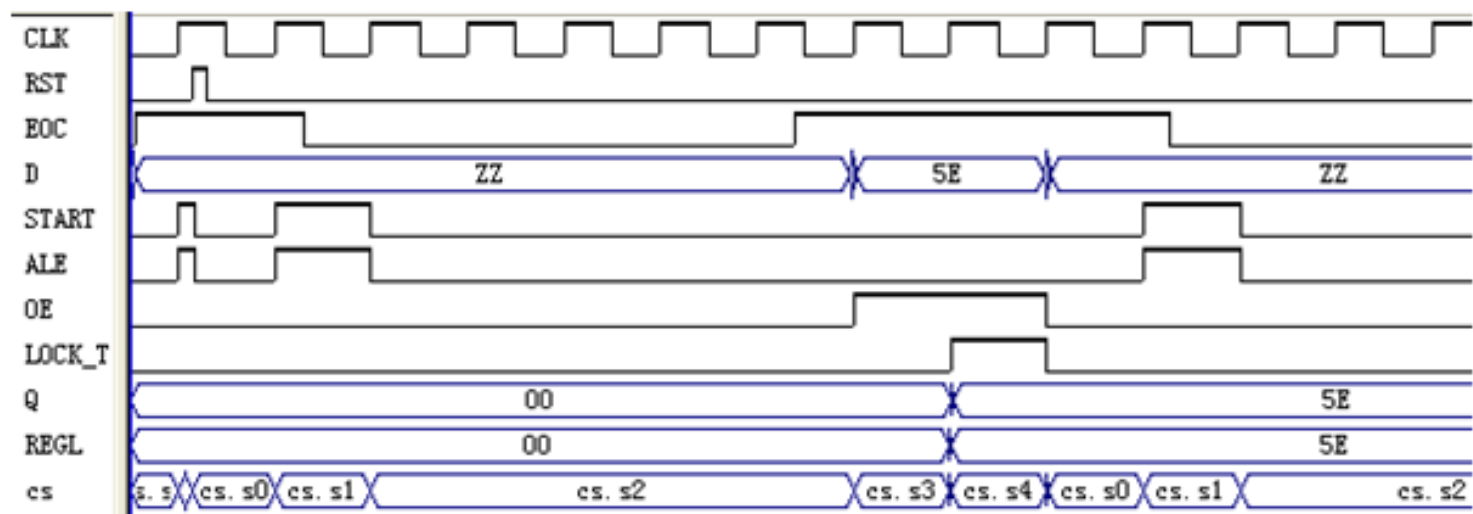 CLK
RST
EOC
D ZZ 5E ZZ
START
ALE
OE
LOCK_T
Q 00 5E
REGL 00 5E
cs s. s cs. s0 cs. s1 cs. s2 cs. s3 cs. s4 cs. s0 cs. s1 cs. s2